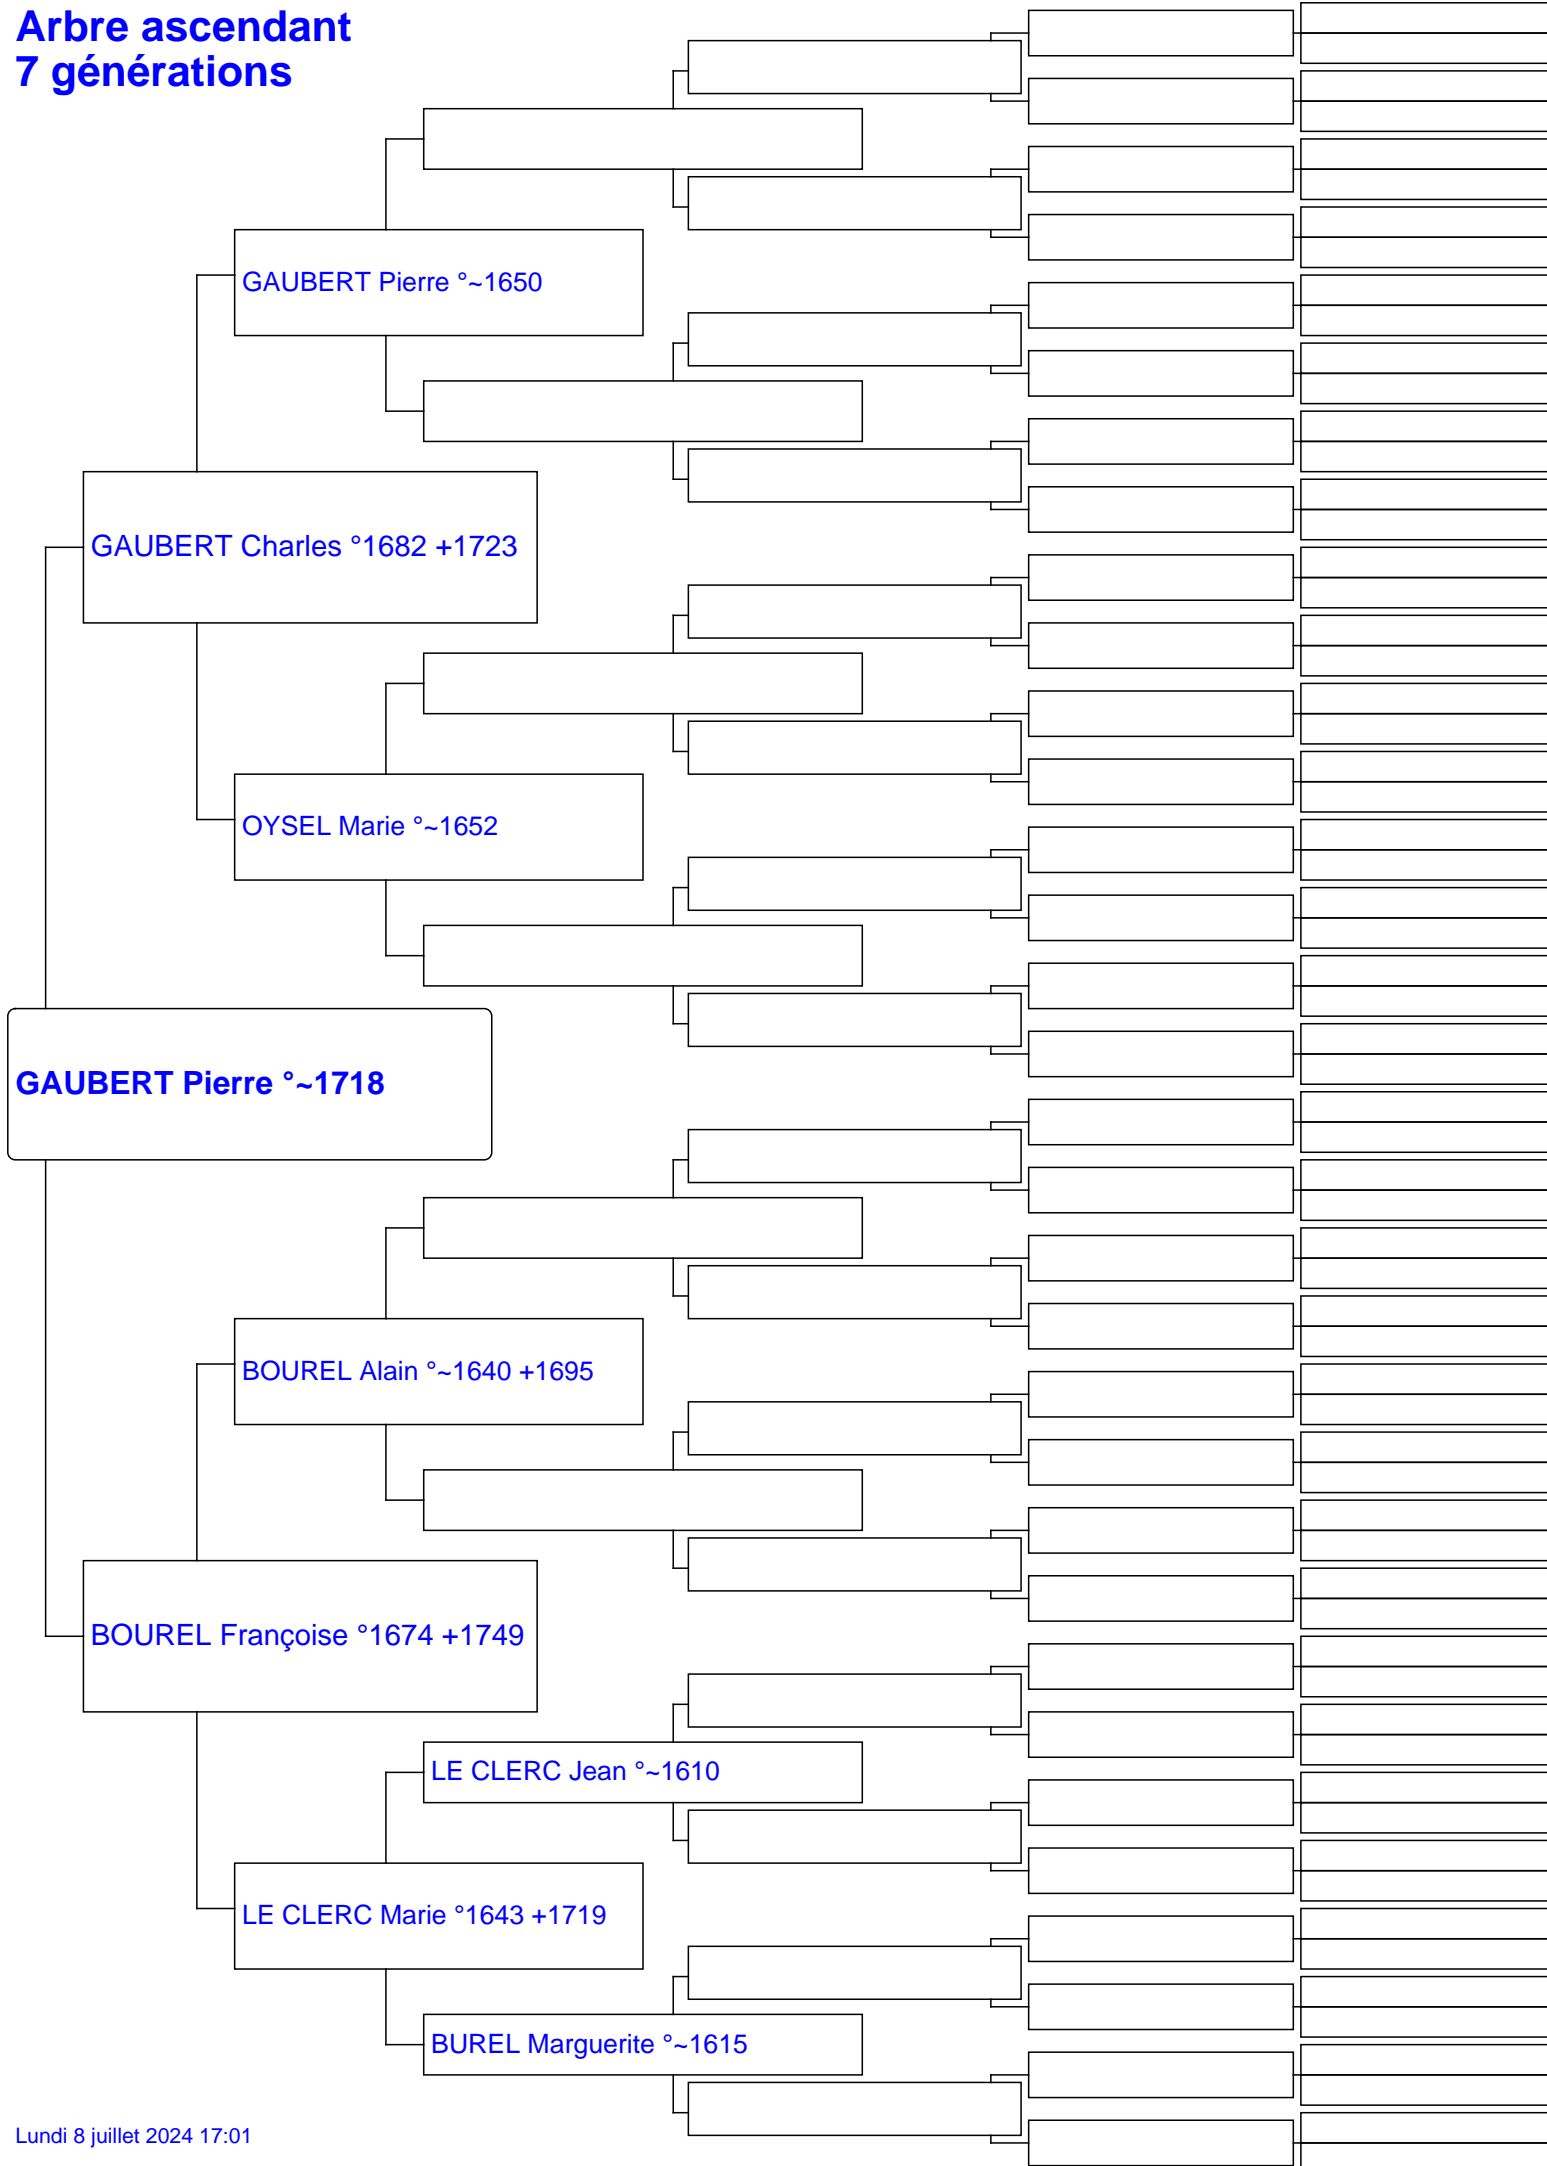 Arbre ascendant
7 générations
GAUBERT Pierre °~1650
GAUBERT Charles °1682 +1723
OYSEL Marie °~1652
GAUBERT Pierre °~1718
BOUREL Alain °~1640 +1695
BOUREL Françoise °1674 +1749
LE CLERC Jean °~1610
LE CLERC Marie °1643 +1719
BUREL Marguerite °~1615
Lundi 8 juillet 2024 17:01